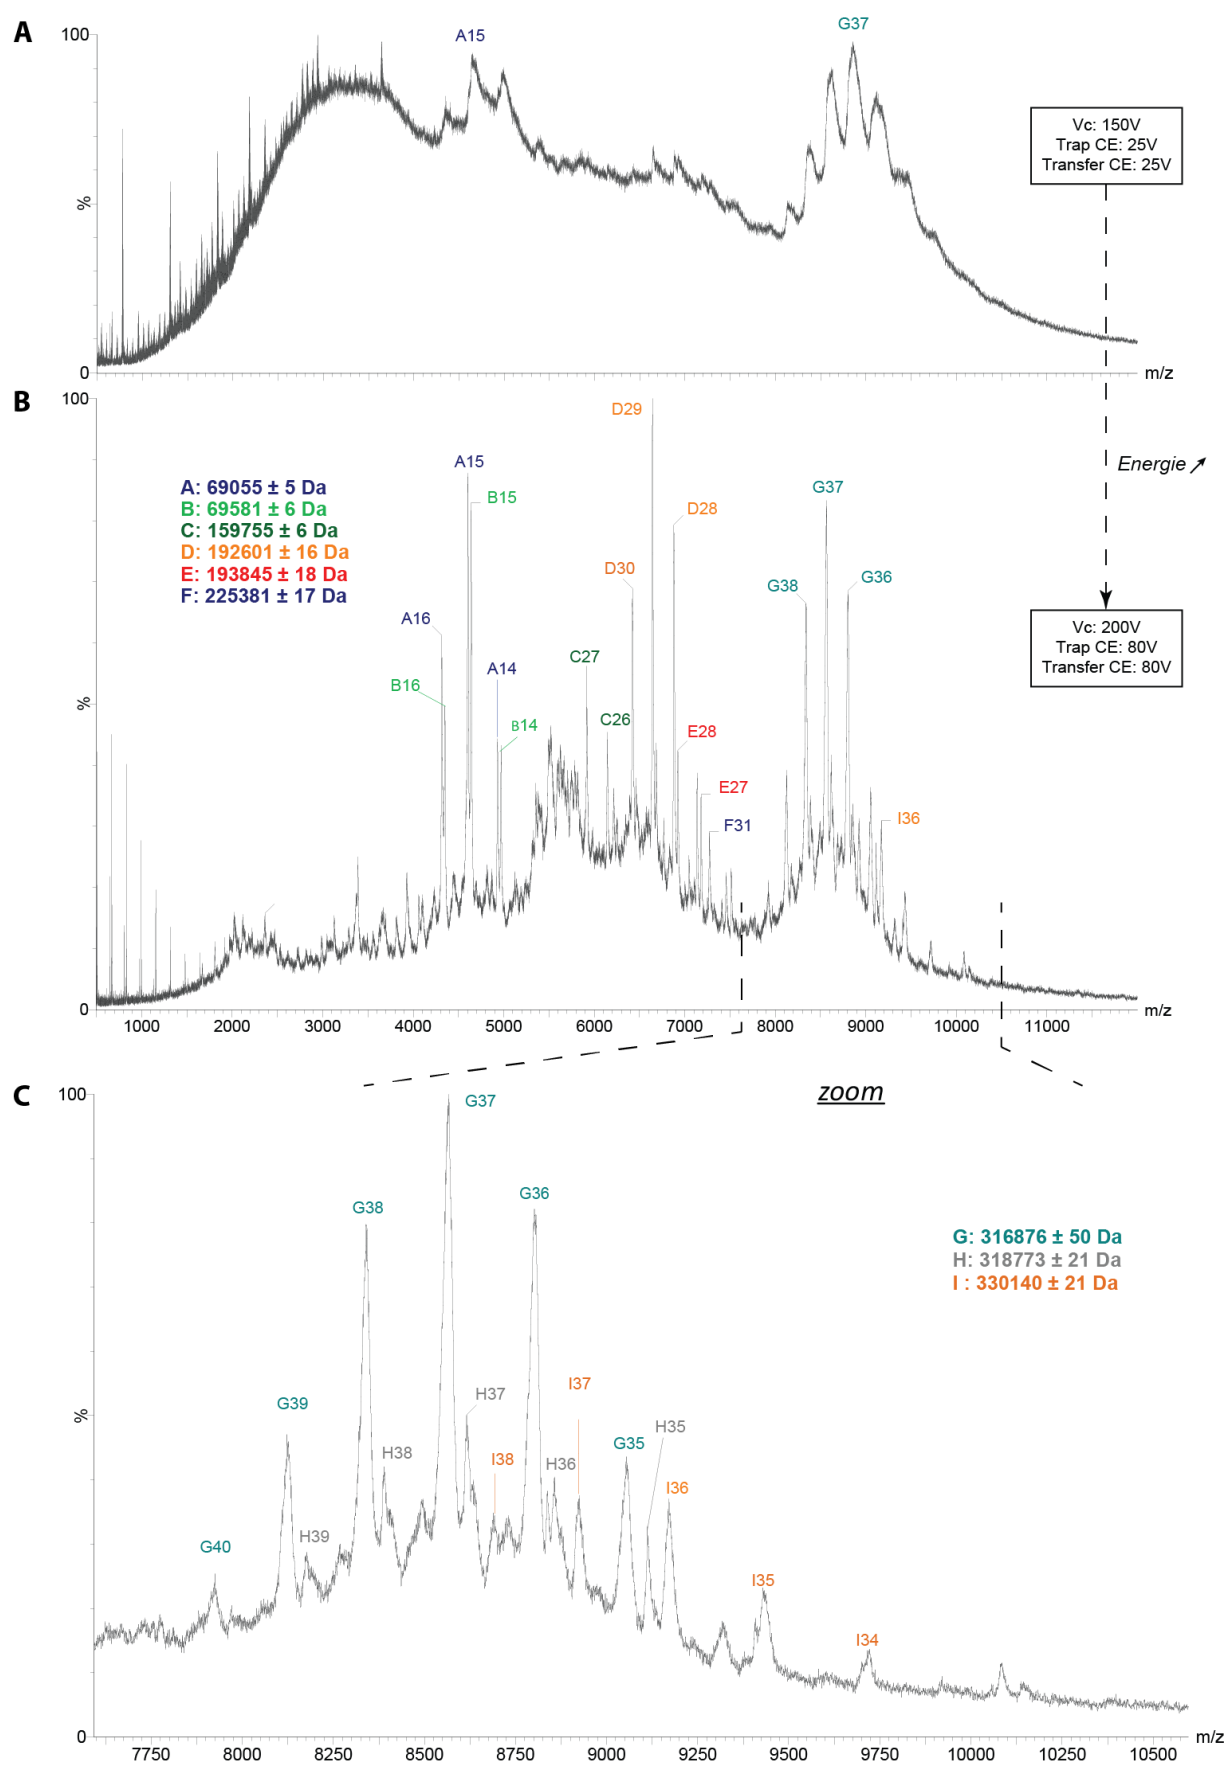 A
100
A15
G37
Vc: 150V
Trap CE: 25V
Transfer CE: 25V
%
0
m/z
B
100
D29
A15
B15
G37
Energie ↗
A: 69055 ± 5 Da
B: 69581 ± 6 Da
C: 159755 ± 6 Da
D: 192601 ± 16 Da
E: 193845 ± 18 Da
F: 225381 ± 17 Da
D28
D30
G38
G36
A16
Vc: 200V
Trap CE: 80V
Transfer CE: 80V
C27
A14
B16
C26
B14
%
E28
E27
F31
I36
0
m/z
1000 2000 3000 4000 5000 6000 7000 8000 9000 10000 11000
C
100
zoom
G37
G38
G36
G: 316876 ± 50 Da
H: 318773 ± 21 Da
I : 330140 ± 21 Da
G39
H37
I37
%
H35
G35
H38
I38
H36
I36
H39
G40
I35
I34
0
m/z
7750 8000 8250 8500 8750 9000 9250 9500 9750 10000 10250 10500